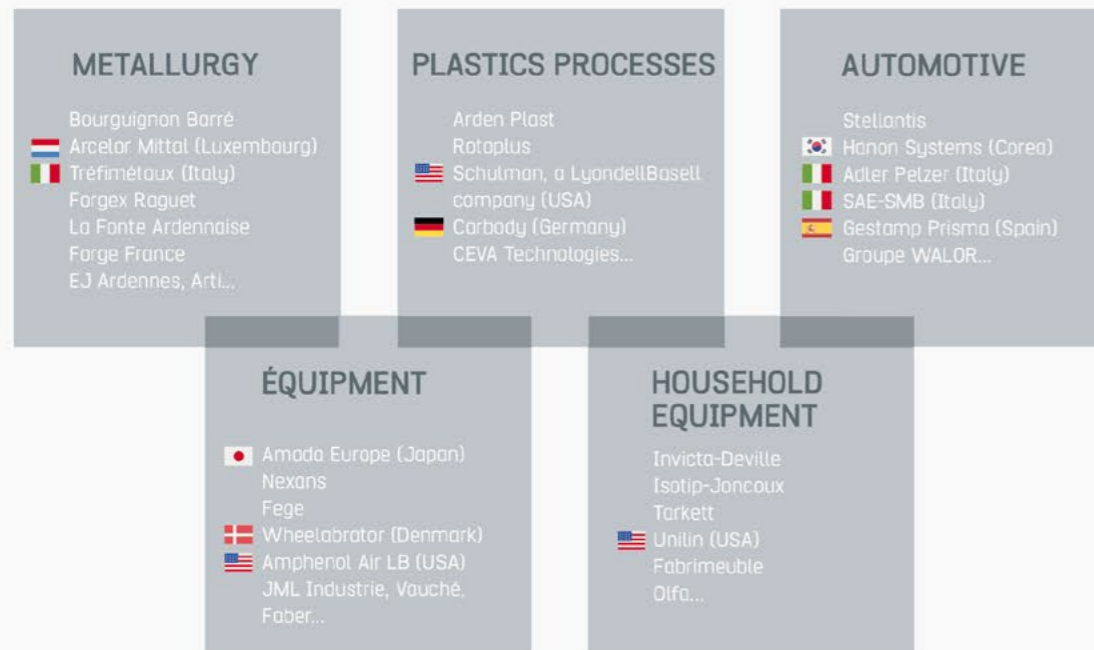 METALLURGY
Bourguignon Barré
Arcelor Mittal (Luxembourg)
Tréfimétaux (Italy)
Forgex Raguet
La Fonte Ardennaise
Forge France
EJ Ardennes, Arti...
PLASTICS PROCESSES
Arden Plast
Rotoplus
Schulman, a LyondellBasell
company (USA)
Carbody (Germany)
CEVA Technologies...
AUTOMOTIVE
Stellantis
Hanon Systems (Corea)
Adler Pelzer (Italy)
SAE-SMB (Italy)
Gestamp Prisma (Spain)
Groupe WALOR...
ÉQUIPMENT
Amada Europe (Japan)
Nexans
Fege
Wheelabrator (Denmark)
Amphenol Air LB (USA)
JML Industrie, Vauché,
Faber...
HOUSEHOLD
EQUIPMENT
Invicta-Deville
Isotip-Joncoux
Tarkett
Unilin (USA)
Fabrimeuble
Olfa...